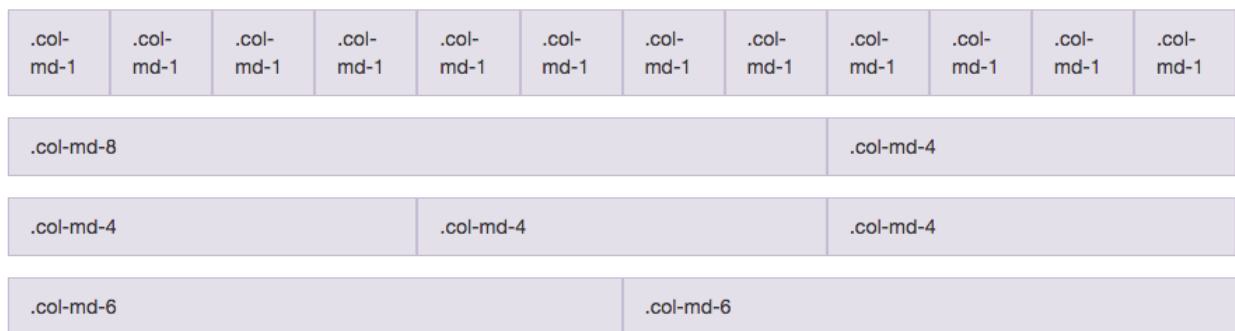 .col- .col- .col- .col- .col- .col- .col- .col- .col- .col- .col- .col-
md-1 md-1 md-1 md-1 md-1 md-1 md-1 md-1 md-1 md-1 md-1 md-1
.col-md-8 .col-md-4
.col-md-4 .col-md-4 .col-md-4
.col-md-6 .col-md-6